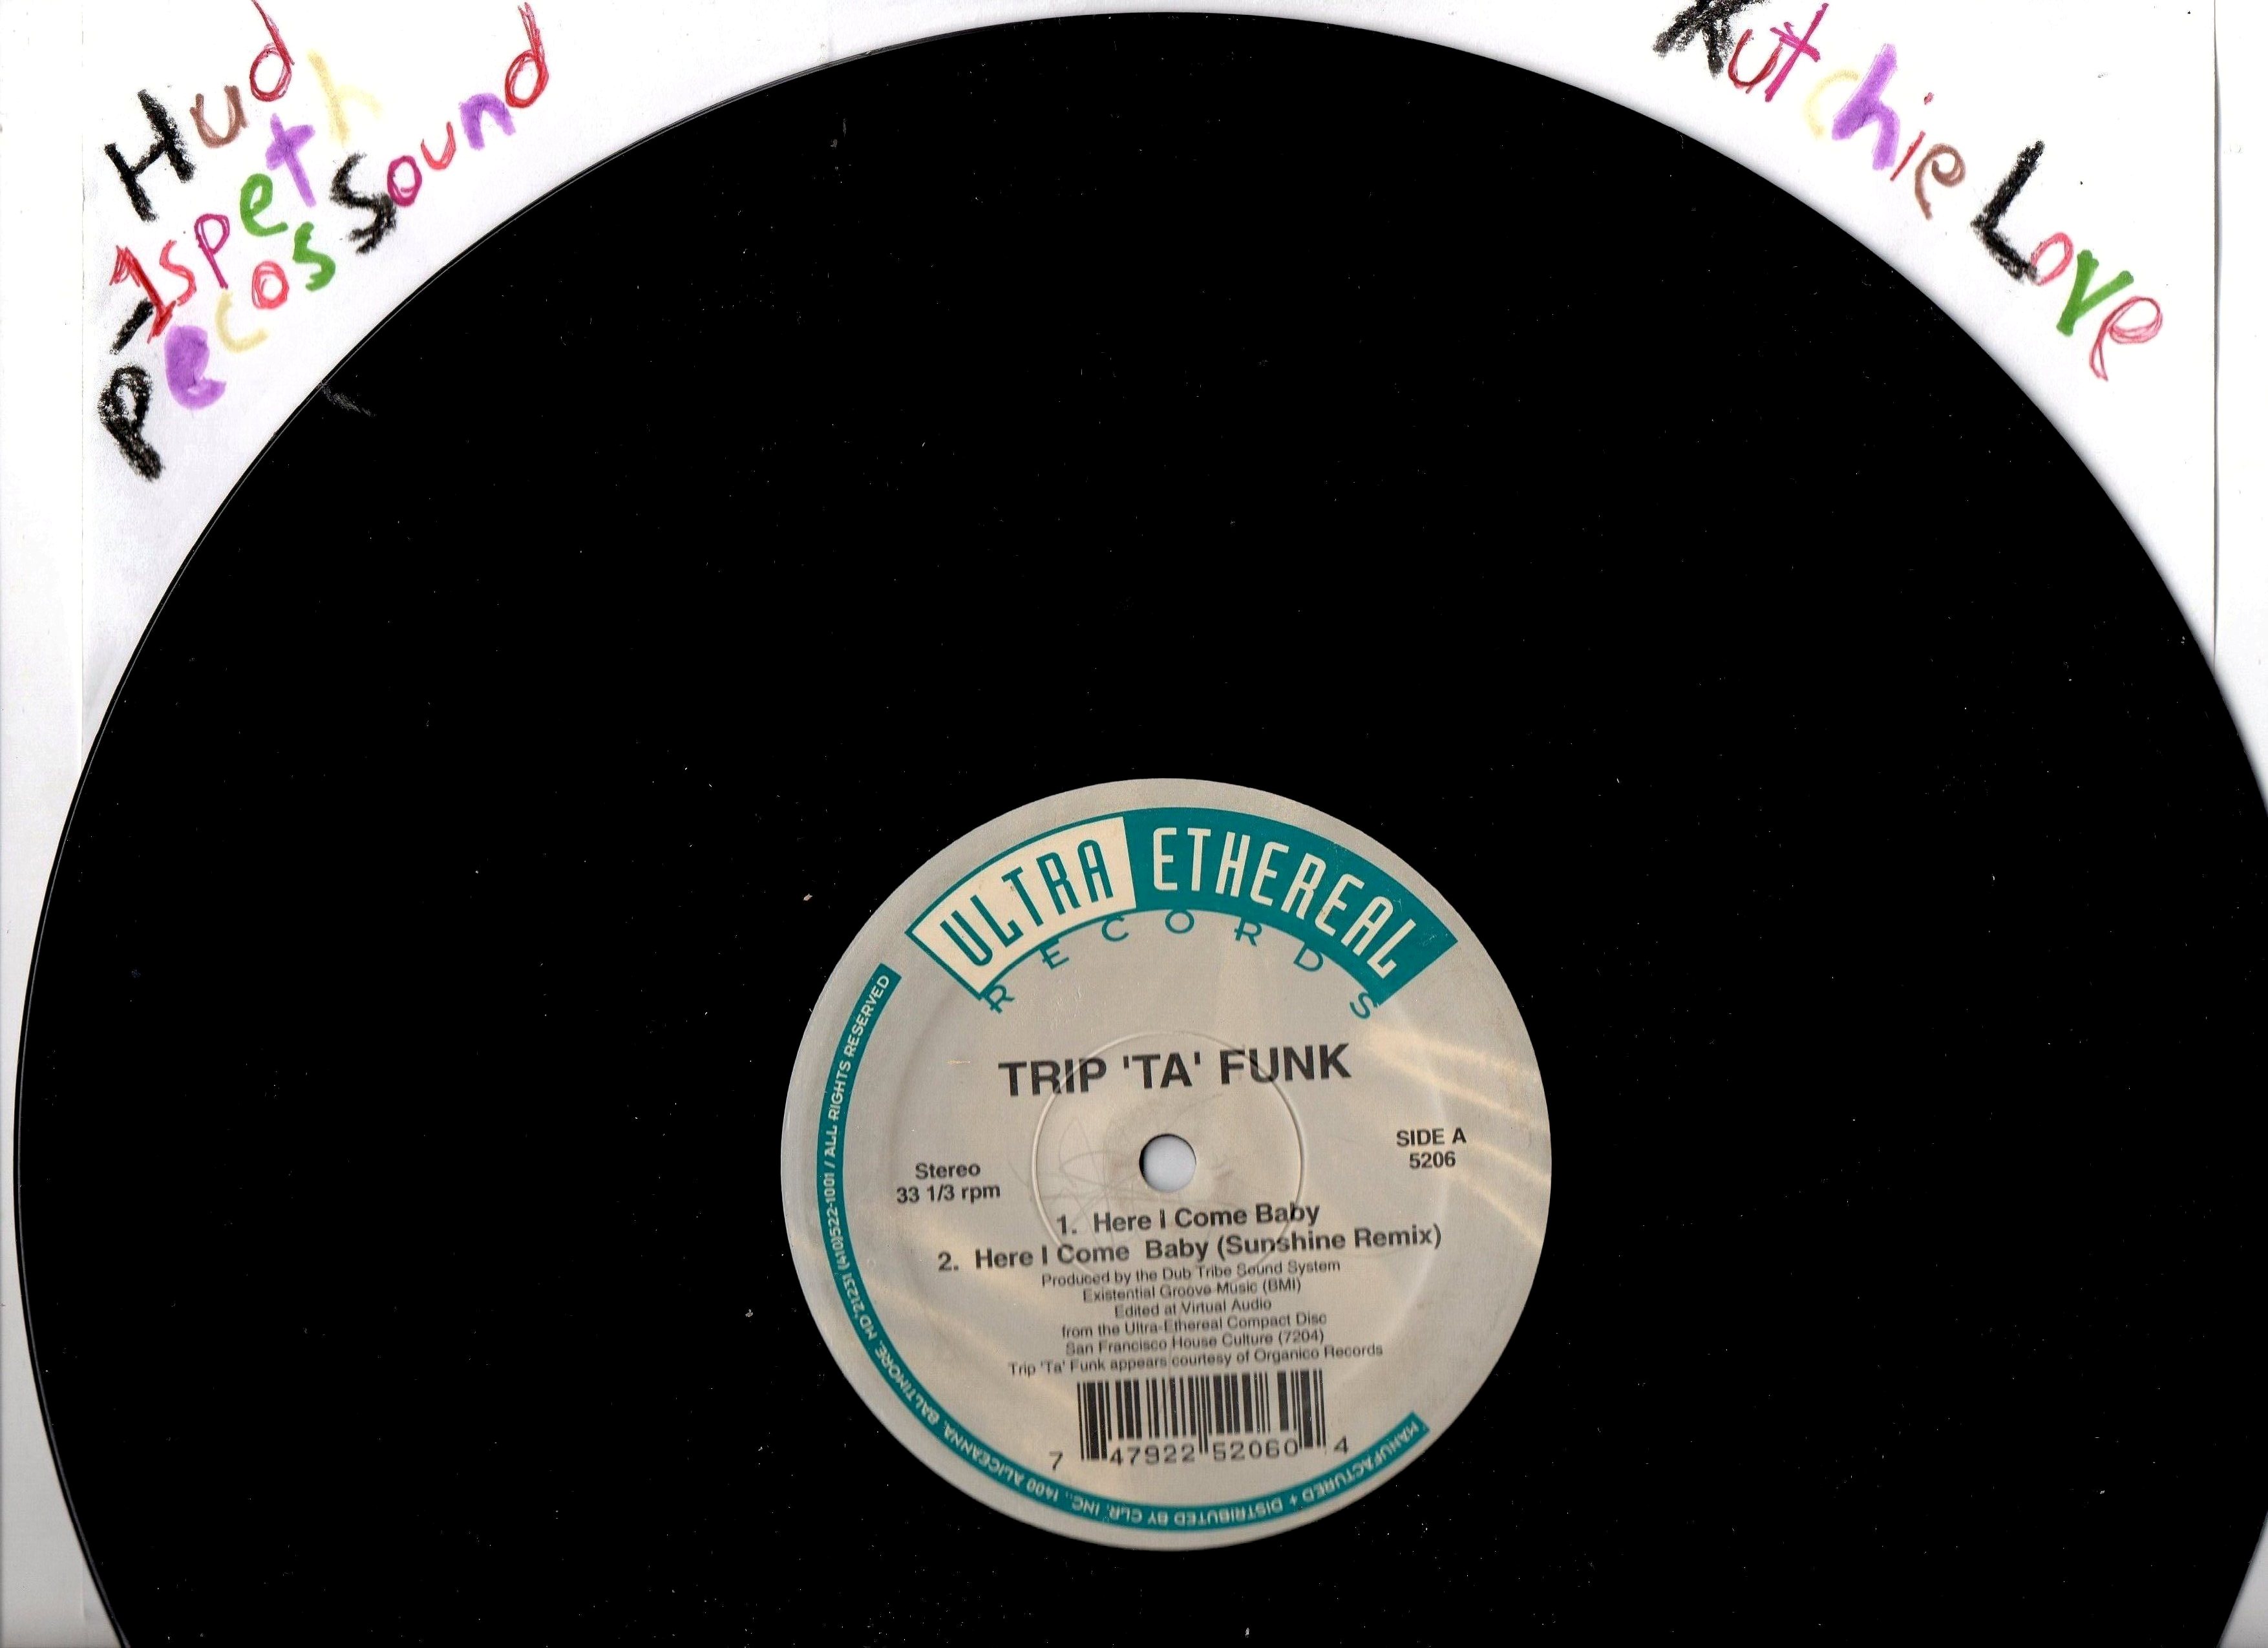 Hud
-1speth
Pecos Sound
Kutchie Love
ULTRA ETHEREAL
RECORDS
TRIP 'TA' FUNK
SIDE A
5206
Stereo
33 1/3 rpm
1. Here I Come Baby
2. Here I Come Baby (Sunshine Remix)
Produced by the Dub Tribe Sound System
Existential Groove Music (BMI)
Edited at Virtual Audio
from the Ultra-Ethereal Compact Disc
San Francisco House Culture (7204)
Trip 'Ta' Funk appears courtesy of Organico Records
7 47922 52060 4
MANUFACTURED + DISTRIBUTED BY CLR, INC., 1400 ALICEANNA, BALTIMORE, MD 21231 (410)522-1001 / ALL RIGHTS RESERVED